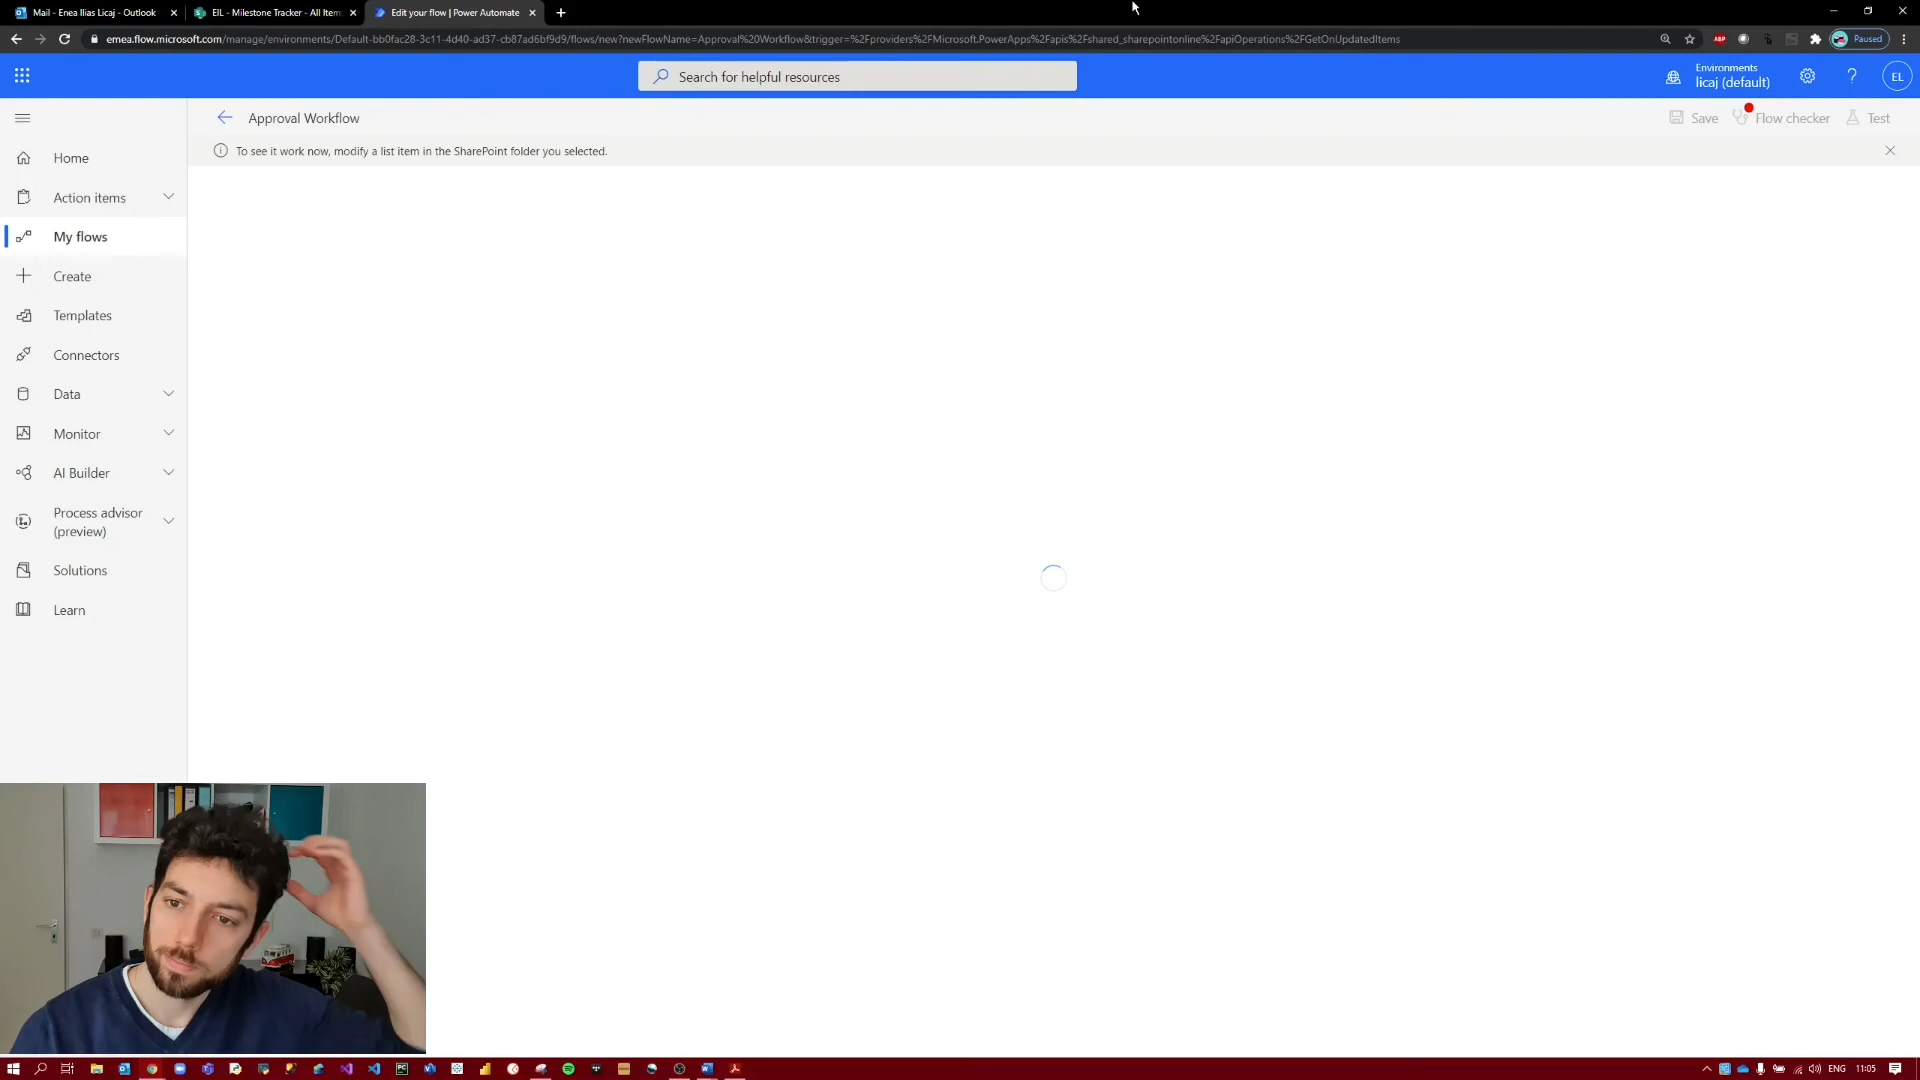 Mail - Enea Ilias Licaj - Outlook
EIL - Milestone Tracker - All Items
Edit your flow | Power Automate
emea.flow.microsoft.com/manage/environments/Default-bb0fac28-3c11-4d40-ad37-cb87ad6bf9d9/flows/new?newFlowName=Approval%20Workflow&trigger=%2Fproviders%2FMicrosoft.PowerApps%2Fapis%2Fshared_sharepointonline%2FapiOperations%2FGetOnUpdatedItems
ABP
Paused
Search for helpful resources
Environments
licaj (default)
?
EL
Approval Workflow
Save
Flow checker
Test
To see it work now, modify a list item in the SharePoint folder you selected.
Home
Action items
My flows
Create
Templates
Connectors
Data
Monitor
AI Builder
Process advisor
(preview)
Solutions
Learn
ENG
11:05